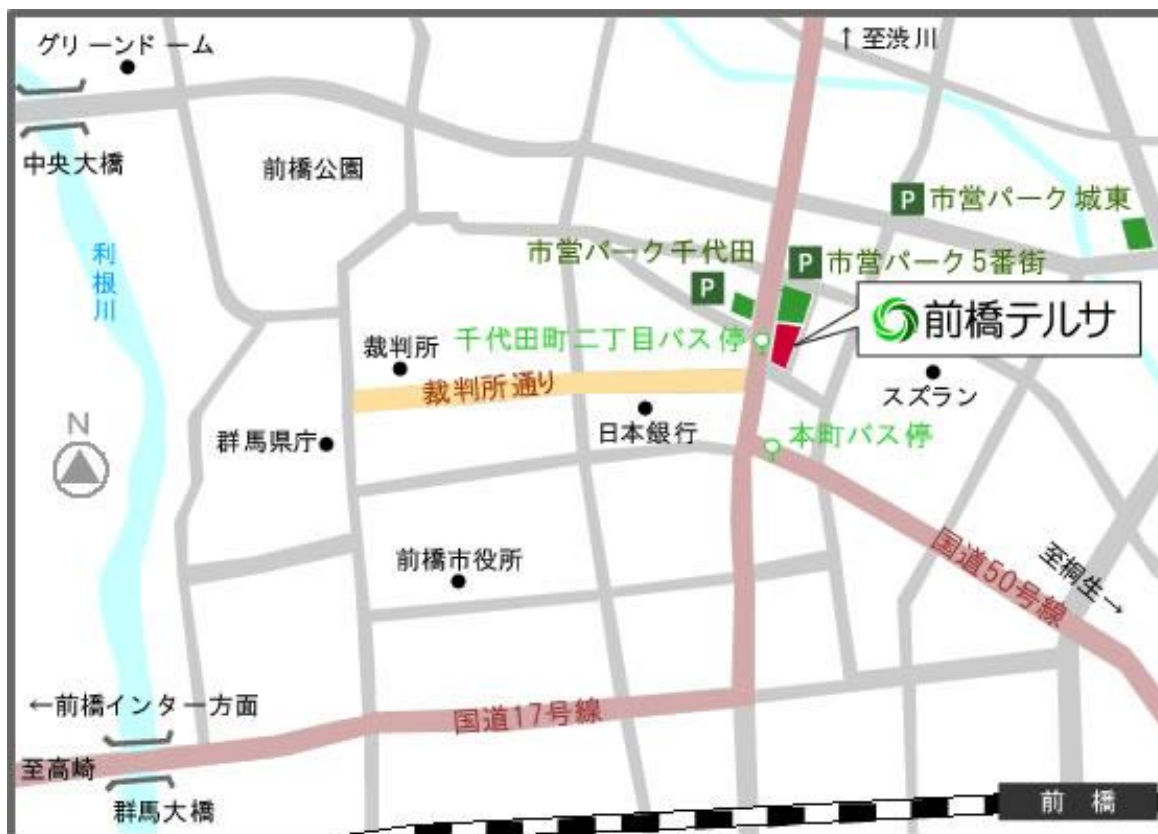 グリーンドーム
↑至渋川
中央大橋
前橋公園
P 市営パーク城東
利根川
市営パーク千代田
P
P 市営パーク5番街
前橋テルサ
千代田町二丁目バス停
裁判所
裁判所通り
スズラン
N
群馬県庁
日本銀行
本町バス停
前橋市役所
国道50号線
至桐生→
←前橋インター方面
国道17号線
至高崎
群馬大橋
前橋